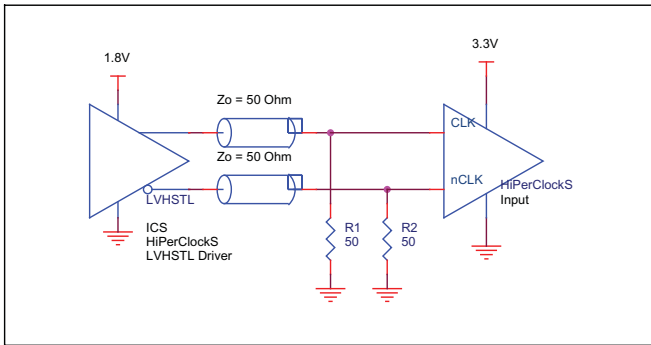 1.8V
3.3V
Zo = 50 Ohm
CLK
Zo = 50 Ohm
nCLK
HiPerClockS
Input
LVHSTL
ICS
HiPerClockS
LVHSTL Driver
R1
50
R2
50